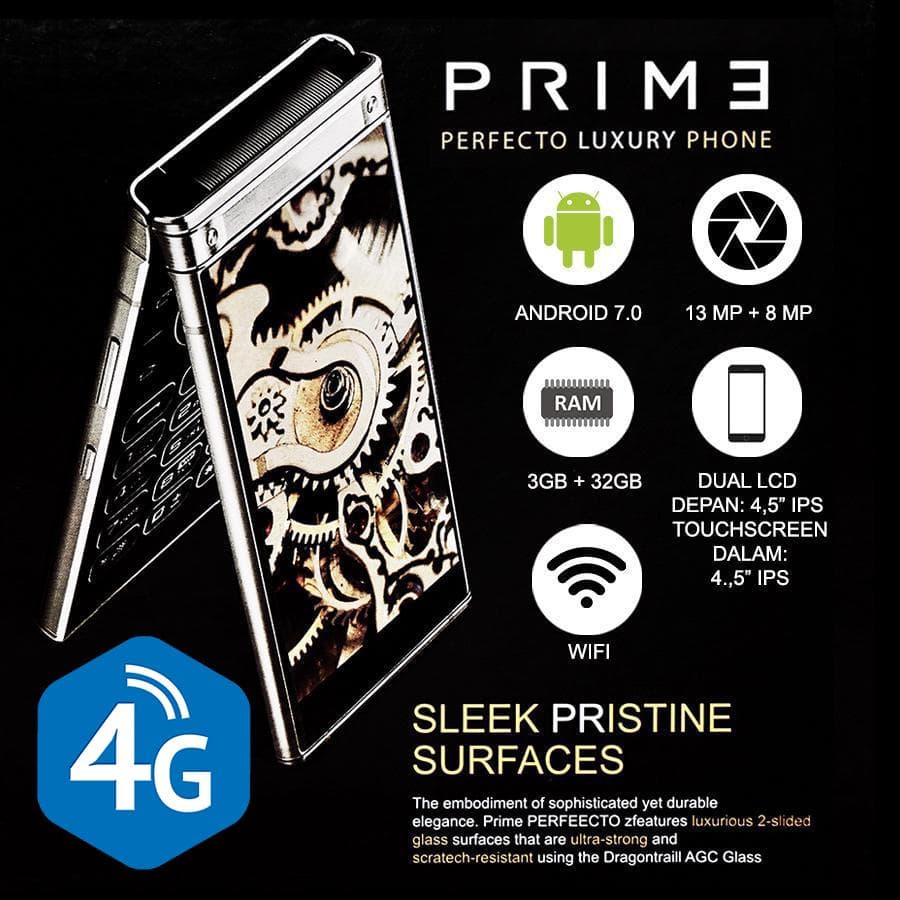 PRIMƎ
PERFECTO LUXURY PHONE
ANDROID 7.0
13 MP + 8 MP
RAM
3GB + 32GB
DUAL LCD
DEPAN: 4,5” IPS
TOUCHSCREEN
DALAM:
4.,5” IPS
WIFI
4G
SLEEK PRISTINE
SURFACES
The embodiment of sophisticated yet durable
elegance. Prime PERFEECTO zfeatures luxurious 2-slided
glass surfaces that are ultra-strong and
scratech-resistant using the Dragontraill AGC Glass